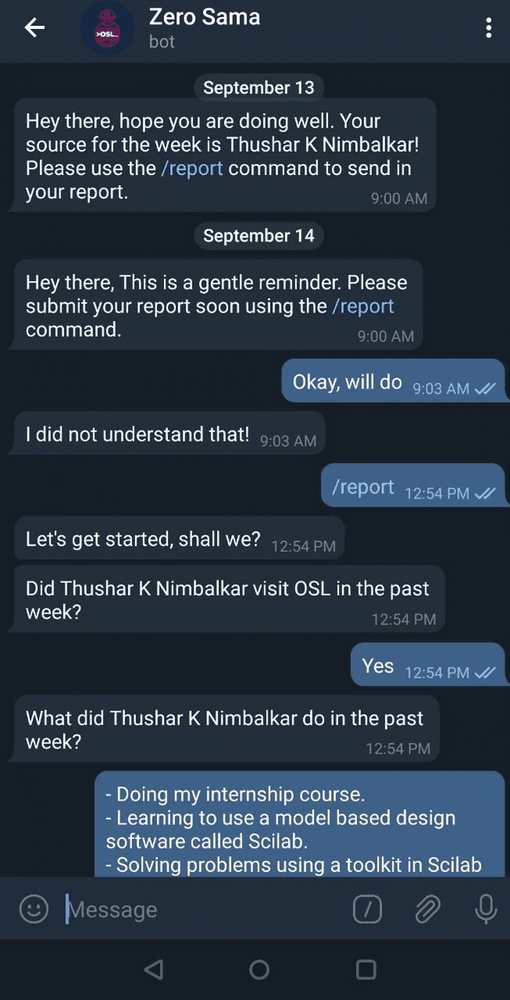 Zero Sama
bot
>OSL_
September 13
Hey there, hope you are doing well. Your
source for the week is Thushar K Nimbalkar!
Please use the /report command to send in
your report.
9:00 AM
September 14
Hey there, This is a gentle reminder. Please
submit your report soon using the /report
command.
9:00 AM
Okay, will do 9:03 AM
I did not understand that! 9:03 AM
/report 12:54 PM
Let's get started, shall we? 12:54 PM
Did Thushar K Nimbalkar visit OSL in the past
week?
12:54 PM
Yes 12:54 PM
What did Thushar K Nimbalkar do in the past
week?
12:54 PM
- Doing my internship course.
- Learning to use a model based design
software called Scilab.
- Solving problems using a toolkit in Scilab
Message